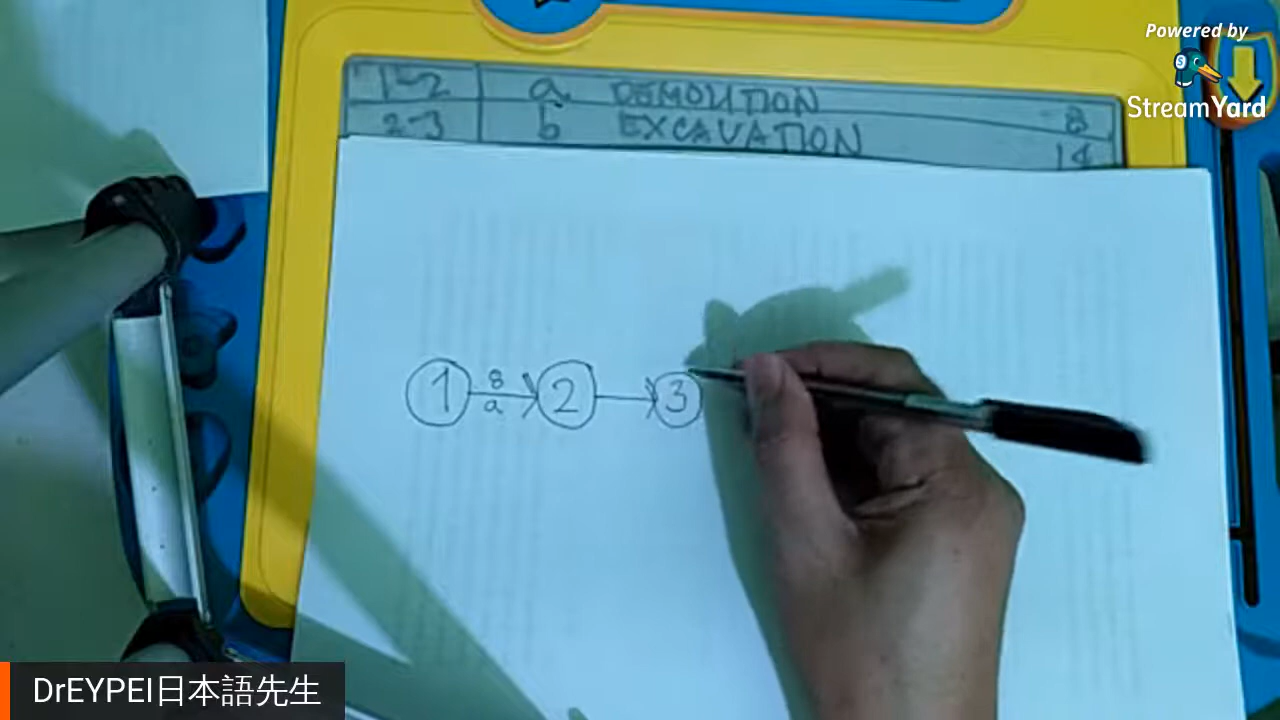 Powered by
StreamYard
1-2 a DEMOLITION 8
2-3 b EXCAVATION 14
1 8 a 2 3
DrEYPEI日本語先生